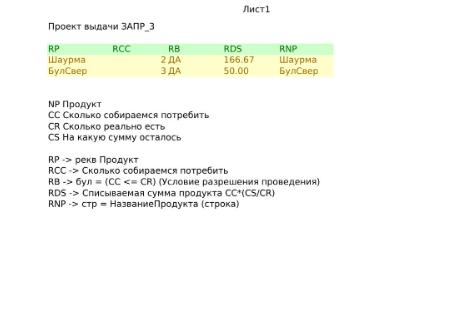 Лист1
Проект выдачи ЗАПР_3
RP RCC RB RDS RNP
Шаурма 2 ДА 166.67 Шаурма
БулСвер 3 ДА 50.00 БулСвер
NP Продукт
CC Сколько собираемся потребить
CR Сколько реально есть
CS На какую сумму осталось
RP -> рекв Продукт
RCC -> Сколько собираемся потребить
RB -> бул = (CC <= CR) (Условие разрешения проведения)
RDS -> Списываемая сумма продукта CC*(CS/CR)
RNP -> стр = НазваниеПродукта (строка)